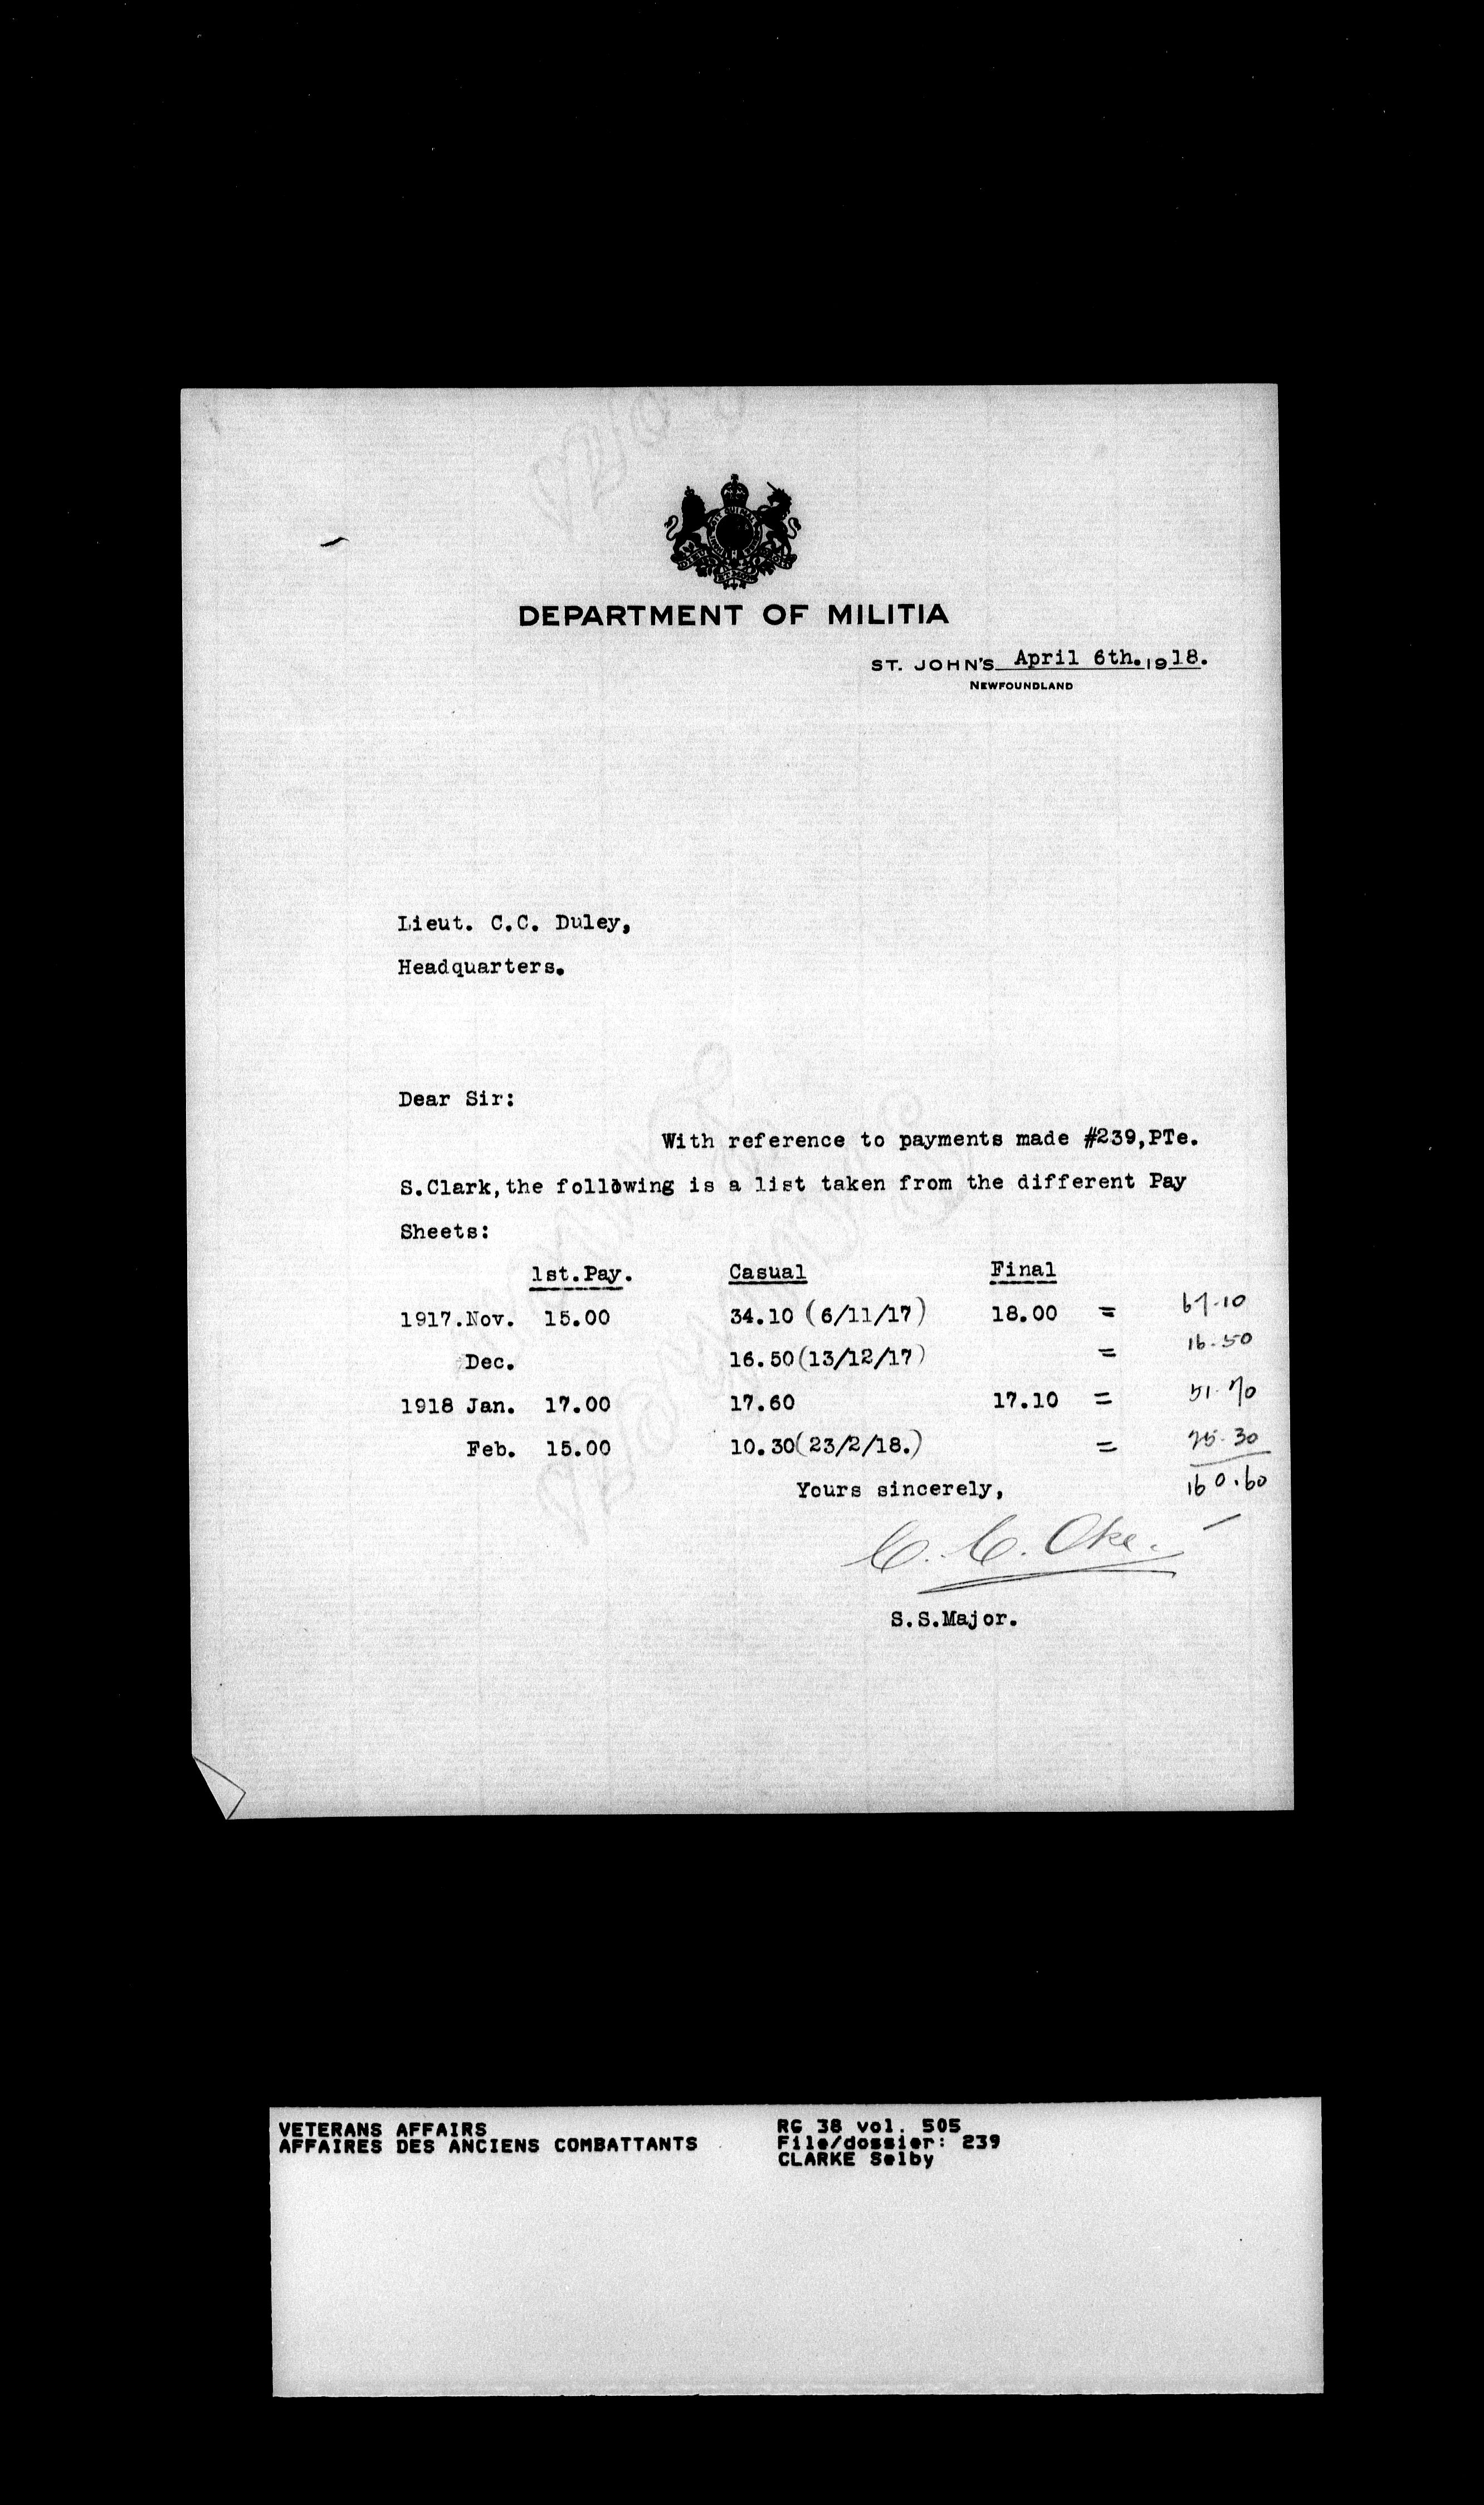 DEPARTMENT OF MILITIA
ST. JOHN'S April 6th. 1918.
NEWFOUNDLAND
Lieut. C.C. Duley,
Headquarters.
Dear Sir:
With reference to payments made #239,PTe.
S.Clark,the following is a list taken from the different Pay
Sheets:
1st.Pay. Casual Final
1917.Nov. 15.00 34.10 (6/11/17) 18.00 = 67.10
Dec. 16.50(13/12/17) = 16.50
1918 Jan. 17.00 17.60 17.10 = 51.70
Feb. 15.00 10.30(23/2/18.) = 25.30
160.60
Yours sincerely,
C. C. Oke.
S.S.Major.
VETERANS AFFAIRS RG 38 vol. 505
AFFAIRES DES ANCIENS COMBATTANTS File/dossier: 239
CLARKE Selby